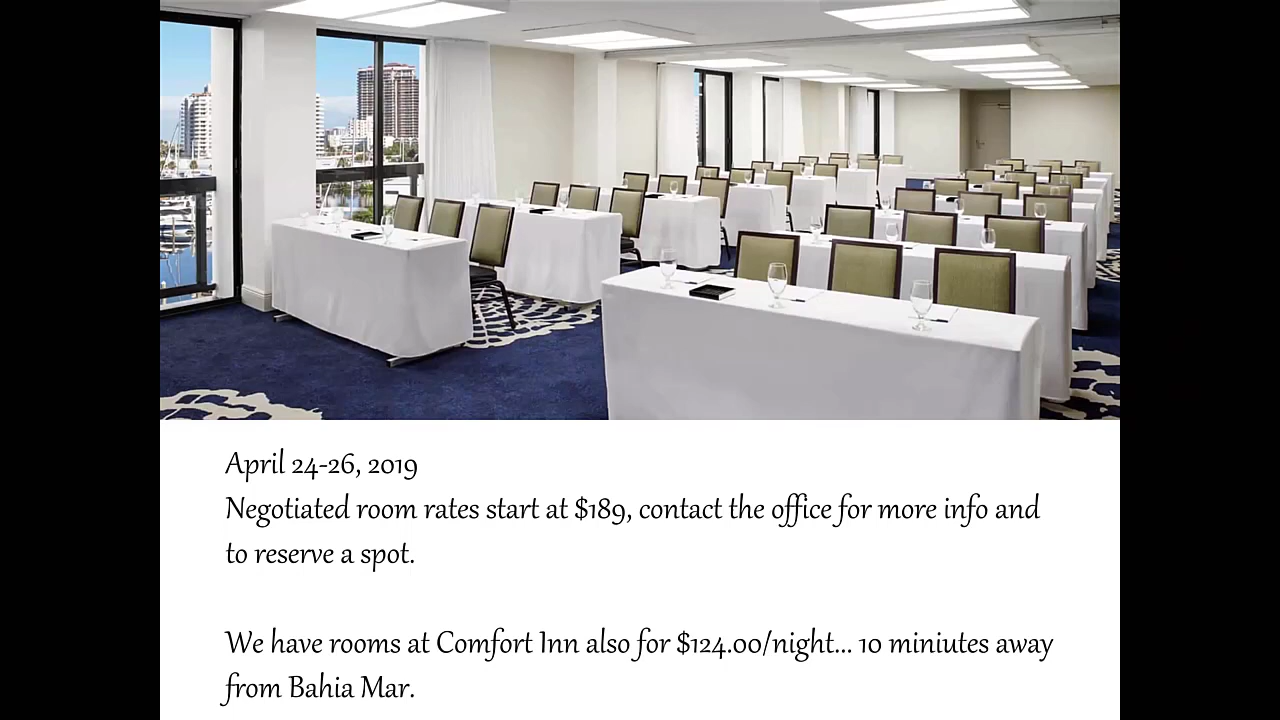 April 24-26, 2019
Negotiated room rates start at $189, contact the office for more info and
to reserve a spot.
We have rooms at Comfort Inn also for $124.00/night... 10 miniutes away
from Bahia Mar.